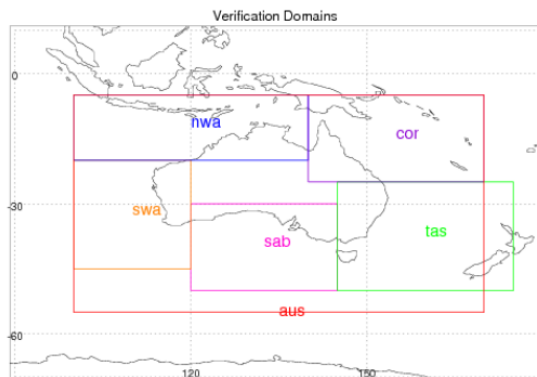 Verification Domains
0
nwa
cor
-30
swa
tas
sab
aus
-60
120
150